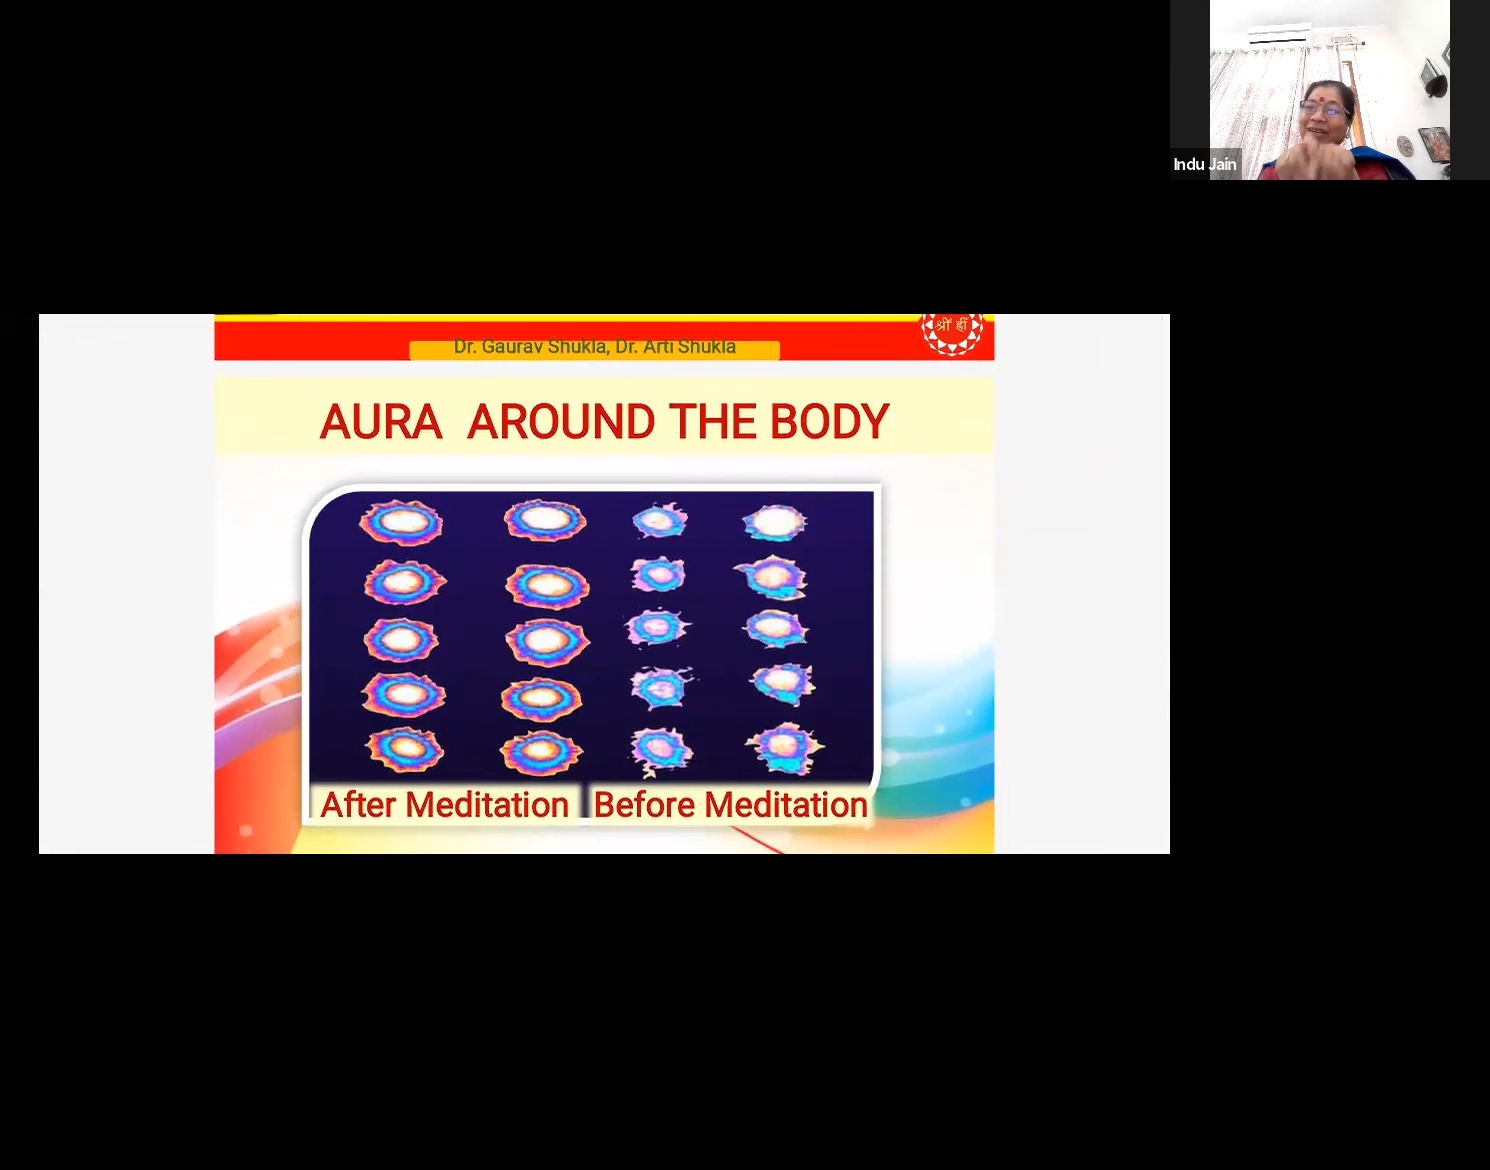 Indu Jain
श्रीं ह्रीं
Dr. Gaurav Shukla, Dr. Arti Shukla
AURA AROUND THE BODY
After Meditation Before Meditation